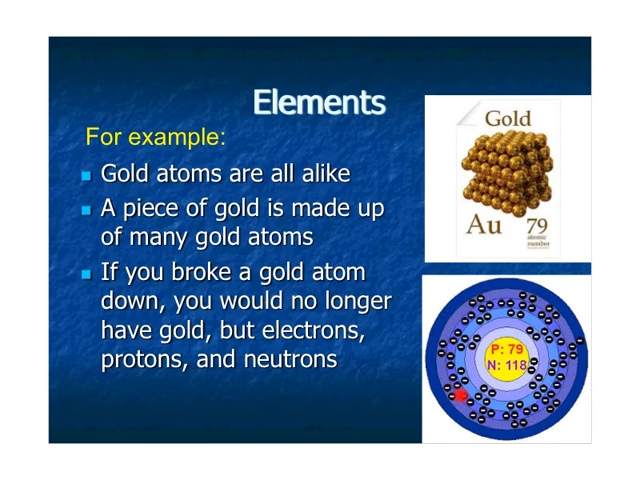 Elements
For example:
Gold atoms are all alike
A piece of gold is made up
of many gold atoms
If you broke a gold atom
down, you would no longer
have gold, but electrons,
protons, and neutrons
Gold
Au
79
atomic
number
P: 79
N: 118